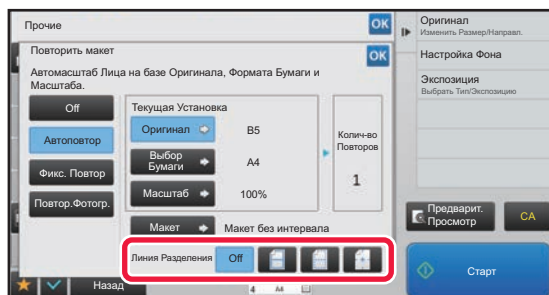 Прочие
OK
Повторить макет
OK
Автомасштаб Лица на базе Оригинала, Формата Бумаги и
Масштаба.
Off
Автоповтор
Фикс. Повтор
Повтор.Фотогр.
Текущая Установка
Оригинал
B5
Выбор
Бумаги
A4
Масштаб
100%
Колич-во
Повторов
1
Макет
Макет без интервала
Линия Разделения
Off
Назад
4
A4
Оригинал
Изменить Размер/Направл.
Настройка Фона
Экспозиция
Выбрать Тип/Экспозицию
Предварит.
Просмотр
CA
Старт